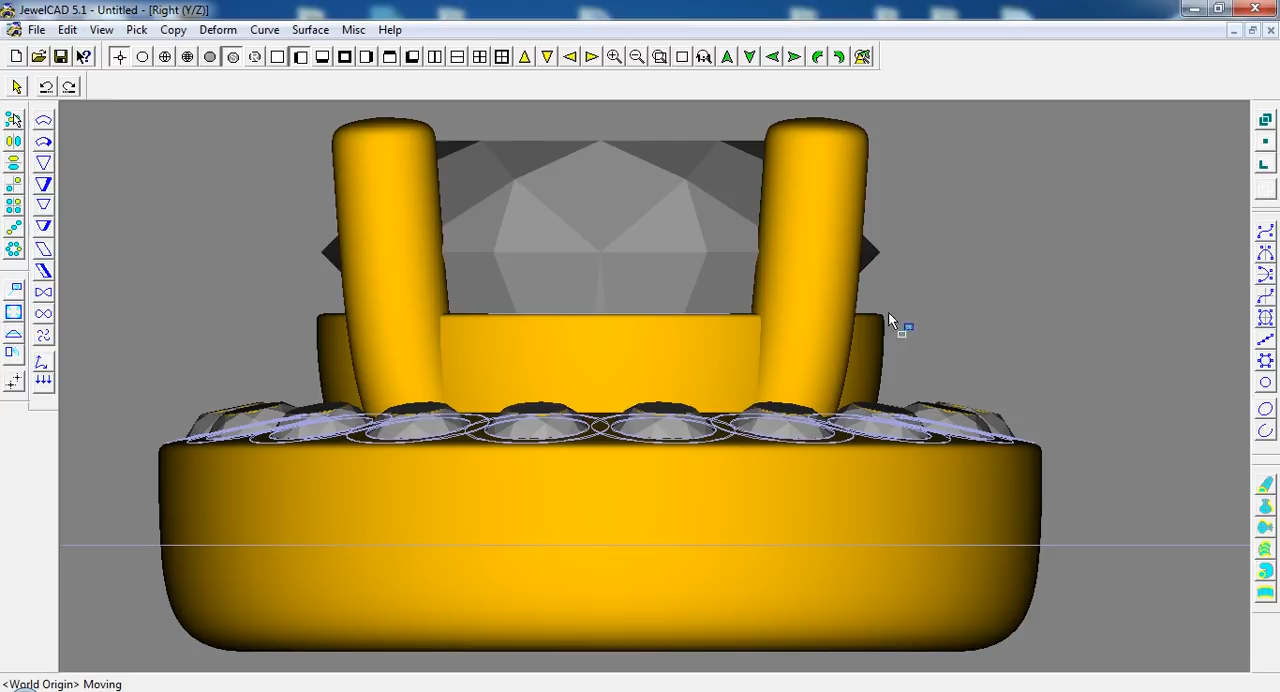 JewelCAD 5.1 - Untitled - [Right (Y/Z)]
File Edit View Pick Copy Deform Curve Surface Misc Help
<World Origin> Moving